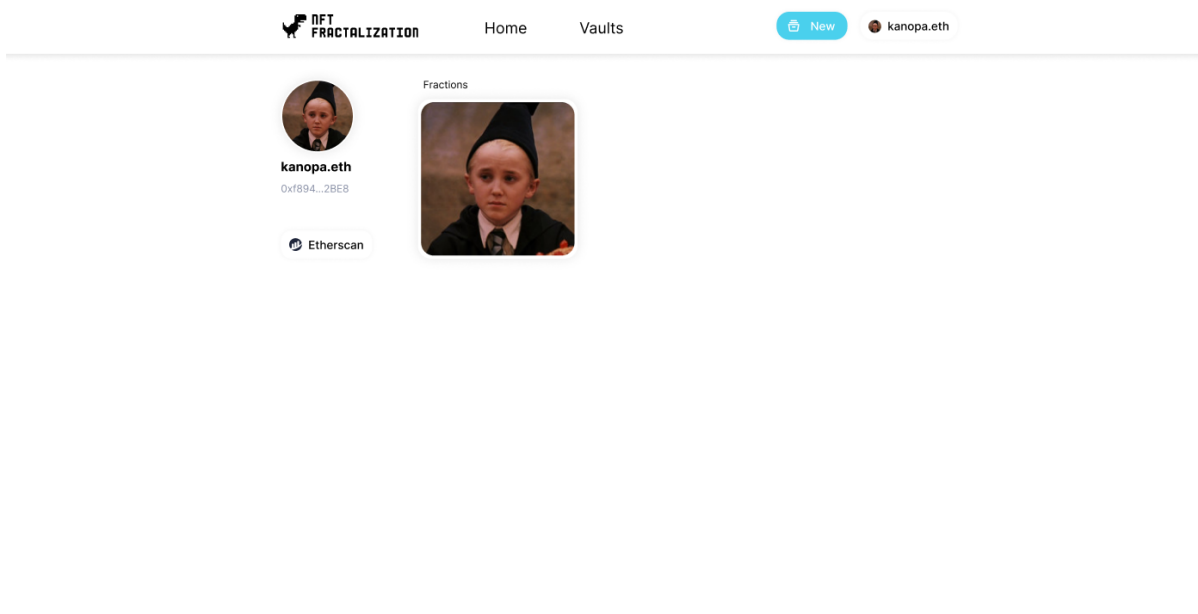 NFT
FRACTALIZATION
Home
Vaults
New
kanopa.eth
Fractions
kanopa.eth
0xf894...2BE8
Etherscan